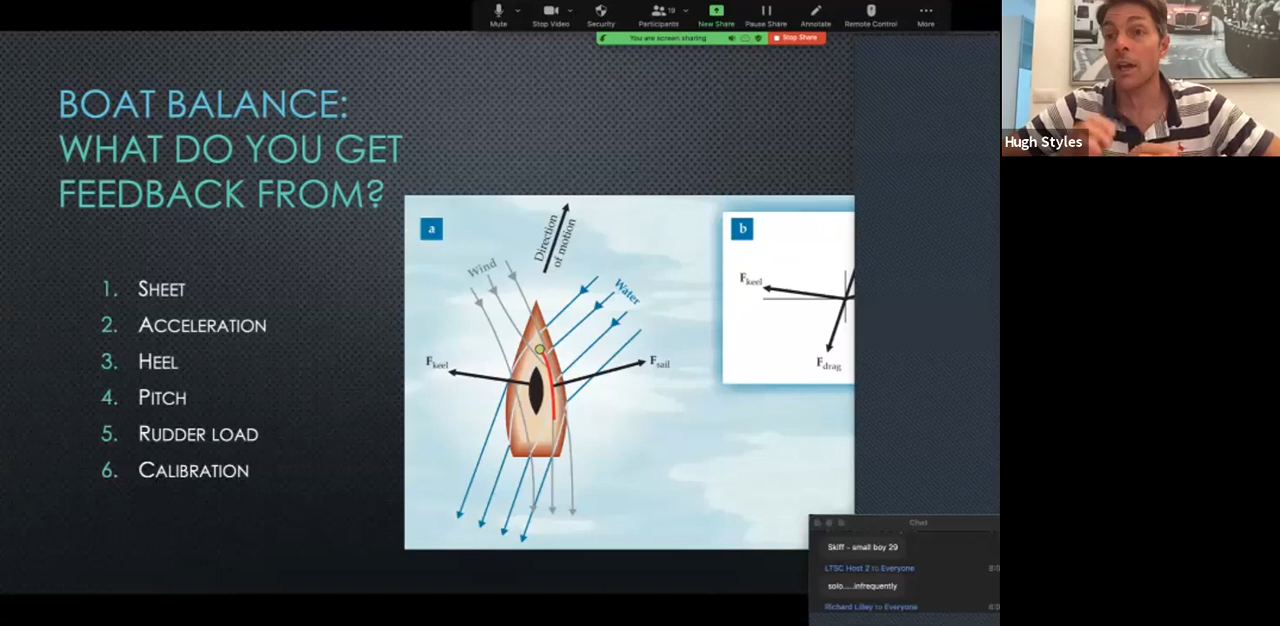 Mute
Stop Video
Security
Participants
19
New Share
Pause Share
Annotate
Remote Control
More
You are screen sharing
Stop Share
BOAT BALANCE:
WHAT DO YOU GET
FEEDBACK FROM?
1. SHEET
2. ACCELERATION
3. HEEL
4. PITCH
5. RUDDER LOAD
6. CALIBRATION
a
Direction
of motion
Wind
Water
Fkeel
Fsail
b
Fkeel
Fdrag
Hugh Styles
Chat
Skiff - small boy 29
LTSC Host 2 to Everyone
solo.....infrequently
Richard Lilley to Everyone